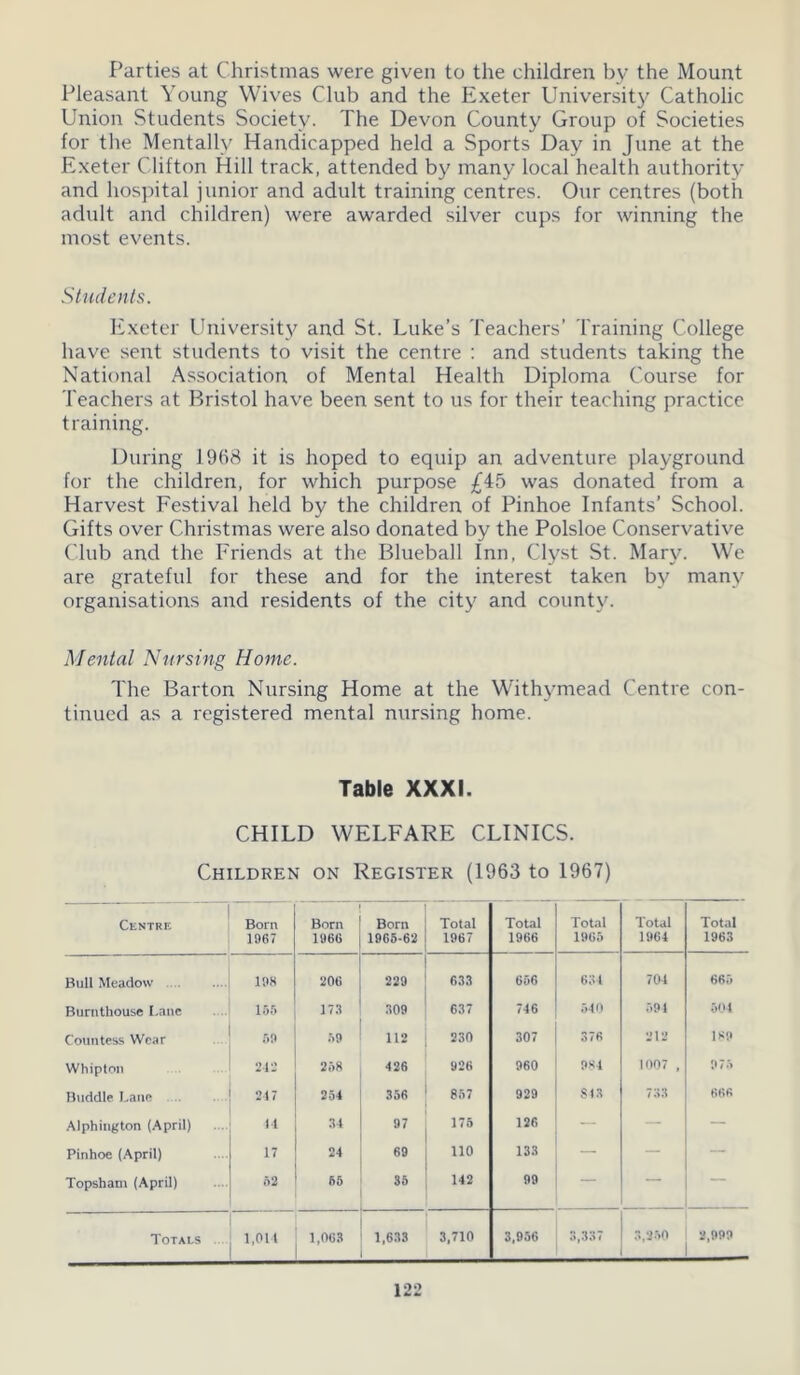 Parties at Christmas were given to the children by the Mount
Pleasant Young Wives Club and the Exeter University Catholic
Union Students Society. The Devon County Group of Societies
for the Mentally Handicapped held a Sports Day in June at the
Exeter Clifton Hill track, attended by many local health authority
and hospital junior and adult training centres. Our centres (both
adult and children) were awarded silver cups for winning the
most events.
Students.
Exeter University and St. Luke's Teachers' Training College
have sent students to visit the centre : and students taking the
National Association of Mental Health Diploma Course for
Teachers at Bristol have been sent to us for their teaching practice
training.
During 1968 it is hoped to equip an adventure playground
for the children, for which purpose £45 was donated from a
Harvest Festival held by the children of Pinhoe Infants' School.
Gifts over Christmas were also donated by the Polsloe Conservative
Club and the Friends at the Blueball Inn, Clyst St. Mary. We
are grateful for these and for the interest taken by many
organisations and residents of the city and county.
Mental Nursing Home.
The Barton Nursing Home at the Withymead Centre con-
tinued as a registered mental nursing home.
Table XXXI.
CHILD WELFARE CLINICS.
Children on Register (1963 to 1967)
Centre Born 1967 Born 1966 Born 1965-62 Total 1967 Total 1966 Total 1965 Total 1964 Total 1963
Bull Meadow .... .... 198 206 229 633 656 634 704 665
Burnthouse Lane .... 155 173 309 637 746 540 594 504
Countess Wear .... 59 59 112 230 307 376 212 189
Whipton .... .... 242 258 426 926 960 984 1007 975
Buddle Lane .... .... 247 254 356 857 929 843 733 666
Alphington (April) .... 44 34 97 175 126 — — —
Pinhoe (April) .... 17 24 69 110 133 — — —
Topsham (April) .... 52 55 35 142 99 — — —
Totals .... 1,014 1,063 1,633 3,710 3,956 3,337 3,250 2,999
122